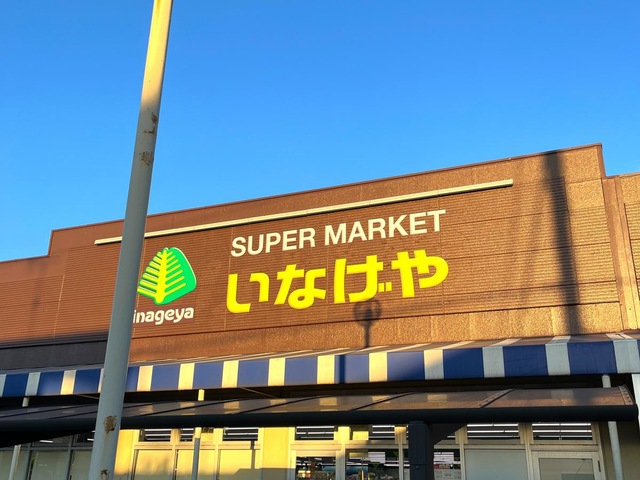 SUPER MARKET
いなげや
inageya